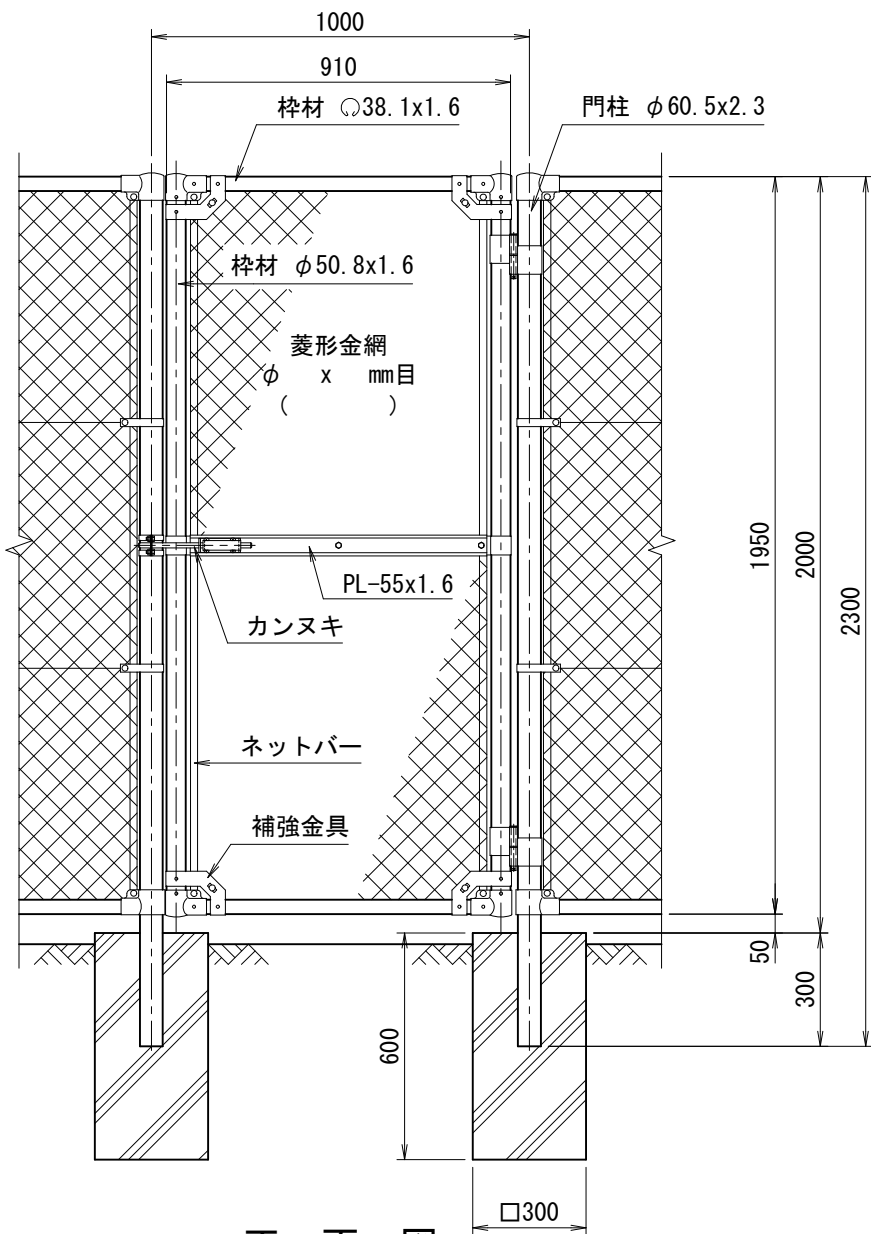 1000
910
枠材 〇38.1x1.6
門柱 φ60.5x2.3
枠材 φ50.8x1.6
菱形金網
φ x mm目
( )
1950
2000
2300
PL-55x1.6
カンヌキ
ネットバー
補強金具
50
300
600
□300